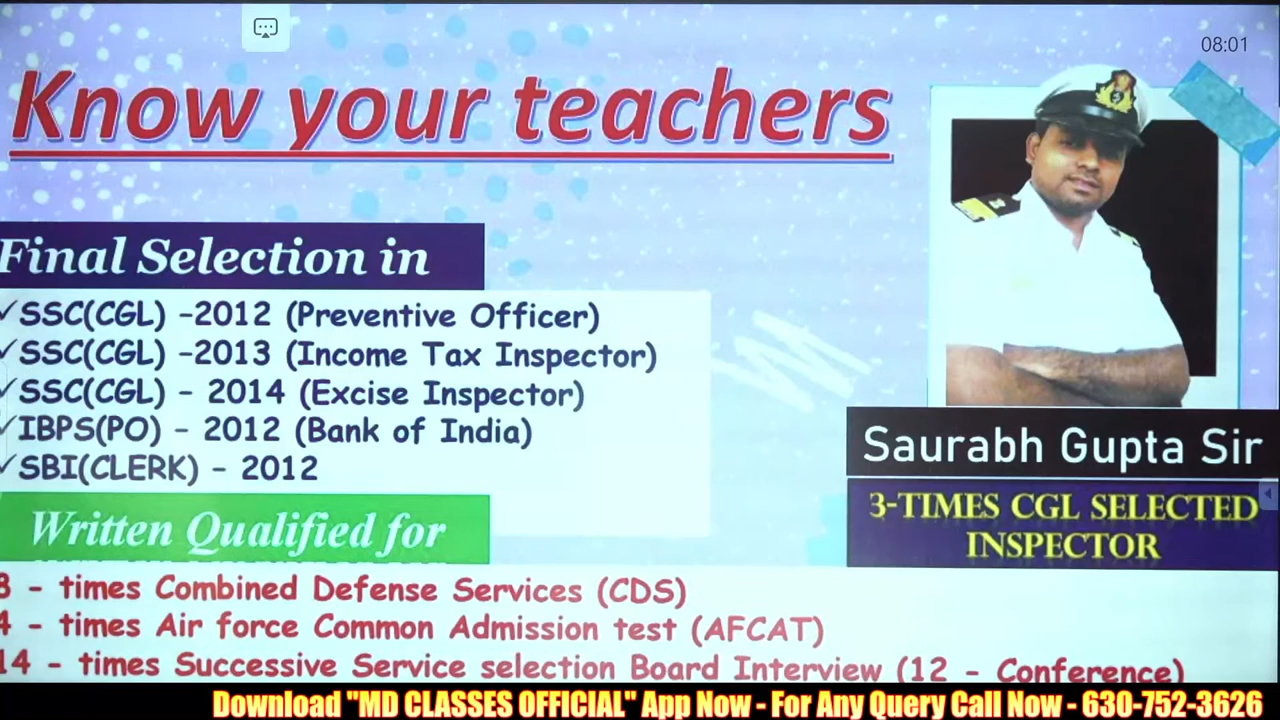 08:01
Know your teachers
Final Selection in
✓SSC(CGL) -2012 (Preventive Officer)
✓SSC(CGL) -2013 (Income Tax Inspector)
✓SSC(CGL) - 2014 (Excise Inspector)
✓IBPS(PO) - 2012 (Bank of India)
✓SBI(CLERK) - 2012
Saurabh Gupta Sir
3-TIMES CGL SELECTED
INSPECTOR
Written Qualified for
- times Combined Defense Services (CDS)
4 - times Air force Common Admission test (AFCAT)
14 - times Successive Service selection Board Interview (12 - Conference)
Download "MD CLASSES OFFICIAL" App Now - For Any Query Call Now - 630-752-3626